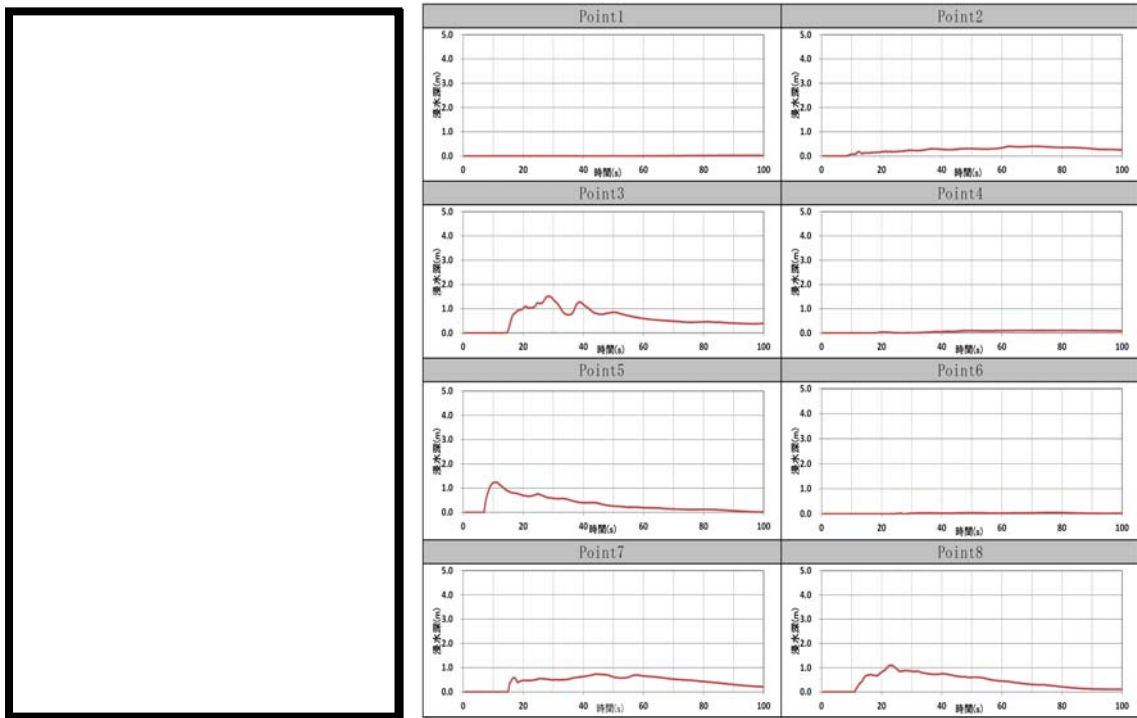 Point1 Point2
浸水深(m) 5.0 4.0 3.0 2.0 1.0 0.0 浸水深(m) 5.0 4.0 3.0 2.0 1.0 0.0
0 20 40 60 80 100 0 20 40 60 80 100
時間(s) 時間(s)
Point3 Point4
浸水深(m) 5.0 4.0 3.0 2.0 1.0 0.0 浸水深(m) 5.0 4.0 3.0 2.0 1.0 0.0
0 20 40 60 80 100 0 20 40 60 80 100
時間(s) 時間(s)
Point5 Point6
浸水深(m) 5.0 4.0 3.0 2.0 1.0 0.0 浸水深(m) 5.0 4.0 3.0 2.0 1.0 0.0
0 20 40 60 80 100 0 20 40 60 80 100
時間(s) 時間(s)
Point7 Point8
浸水深(m) 5.0 4.0 3.0 2.0 1.0 0.0 浸水深(m) 5.0 4.0 3.0 2.0 1.0 0.0
0 20 40 60 80 100 0 20 40 60 80 100
時間(s) 時間(s)